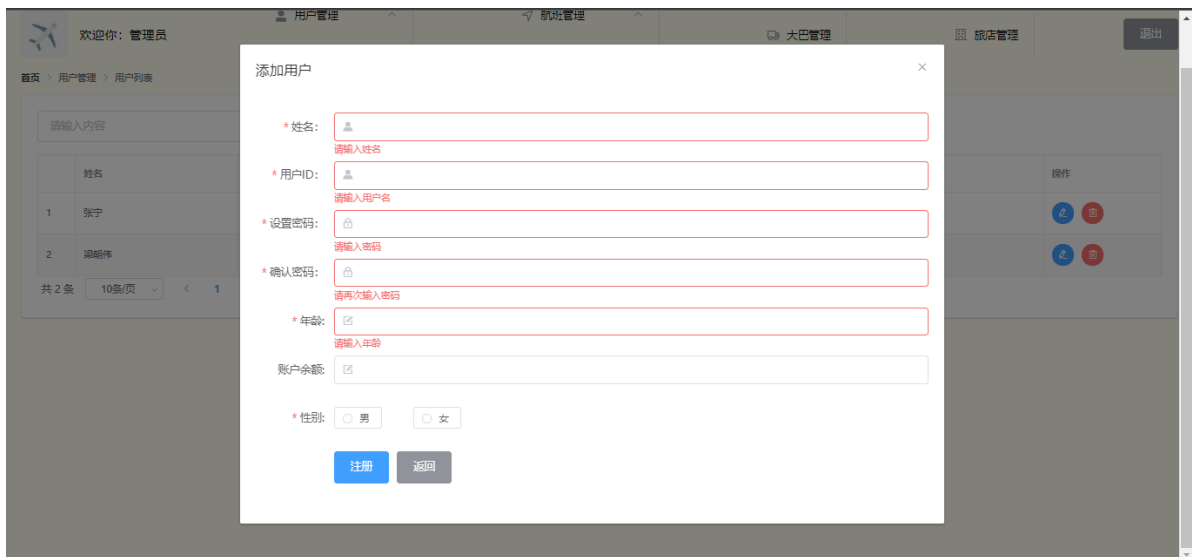 用户管理
航班管理
欢迎你：管理员
大巴管理
旅店管理
退出
首页 > 用户管理 > 用户列表
添加用户
请输入内容
* 姓名：
请输入姓名
* 用户ID：
请输入用户名
* 设置密码：
请输入密码
* 确认密码：
请再次输入密码
* 年龄:
请输入年龄
账户余额:
* 性别:
男
女
注册
返回
姓名
操作
1
张宁
2
梁朝伟
共 2 条
10条/页
1